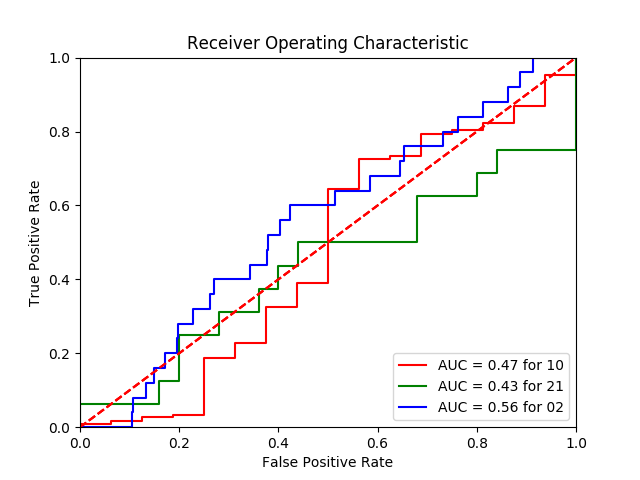 Receiver Operating Characteristic
1.0
0.8
0.6
0.4
0.2
0.0
True Positive Rate
AUC = 0.47 for 10
AUC = 0.43 for 21
AUC = 0.56 for 02
0.0 0.2 0.4 0.6 0.8 1.0
False Positive Rate